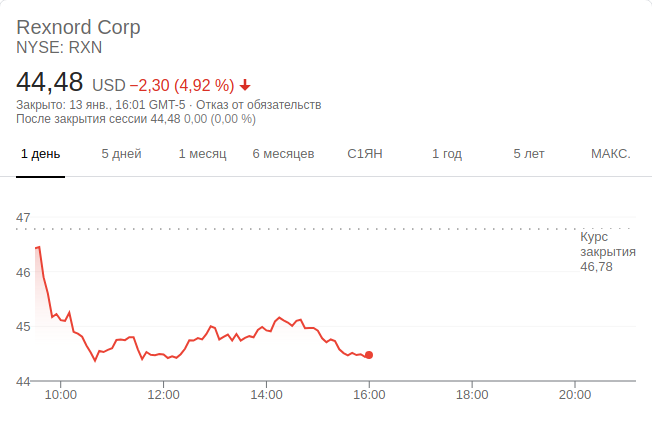 Rexnord Corp
NYSE: RXN
44,48 USD −2,30 (4,92 %)
Закрыто: 13 янв., 16:01 GMT-5 · Отказ от обязательств
После закрытия сессии 44,48 0,00 (0,00 %)
1 день 5 дней 1 месяц 6 месяцев С1ЯН 1 год 5 лет МАКС.
47
Курс
закрытия
46,78
46
45
44
10:00 12:00 14:00 16:00 18:00 20:00